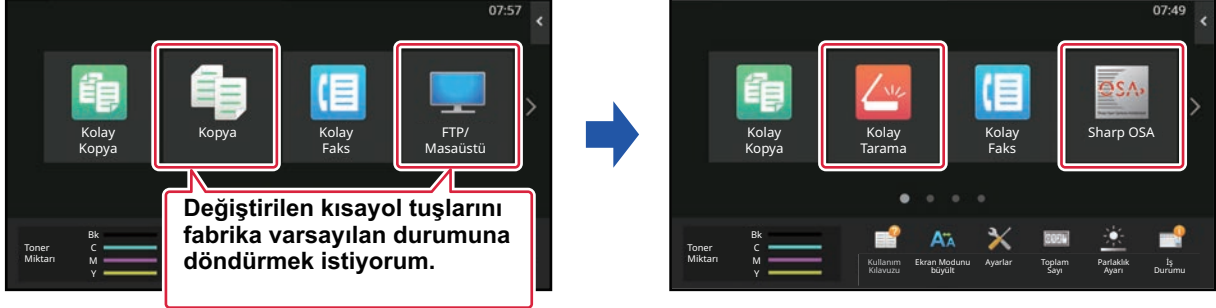 07:57
Kolay
Kopya
Kopya
Kolay
Faks
FTP/
Masaüstü
Değiştirilen kısayol tuşlarını
fabrika varsayılan durumuna
döndürmek istiyorum.
Toner
Miktarı
Bk
C
M
Y
07:49
Kolay
Kopya
Kolay
Tarama
Kolay
Faks
OSA
Sharp OSA
Toner
Miktarı
Bk
C
M
Y
Kullanım
Kılavuzu
Ekran Modunu
büyült
Ayarlar
Toplam
Sayı
Parlaklık
Ayarı
İş
Durumu